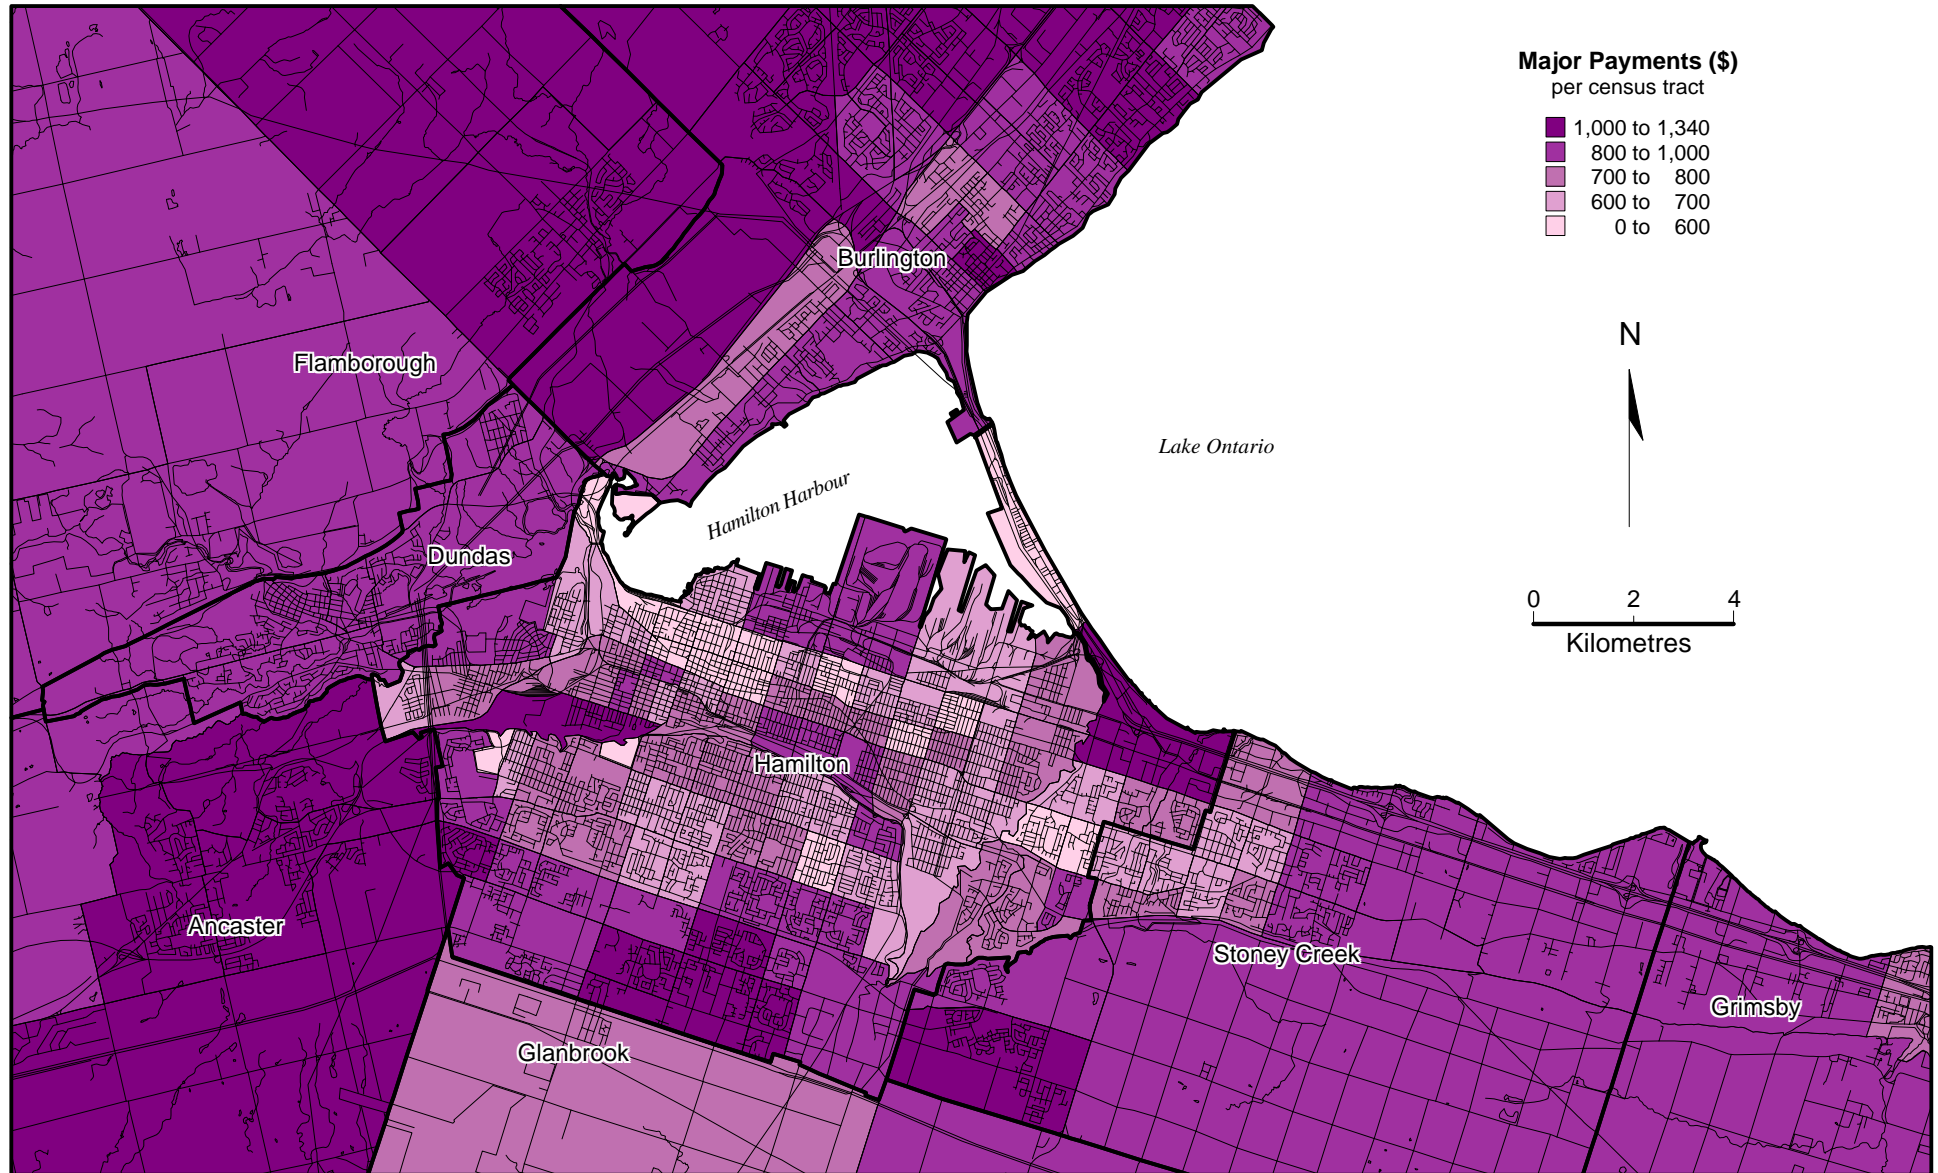 Major Payments ($)
per census tract
1,000 to 1,340
800 to 1,000
700 to 800
600 to 700
0 to 600
Burlington
N
Flamborough
Lake Ontario
Hamilton Harbour
Dundas
0 2 4
Kilometres
Hamilton
Ancaster
Stoney Creek
Grimsby
Glanbrook